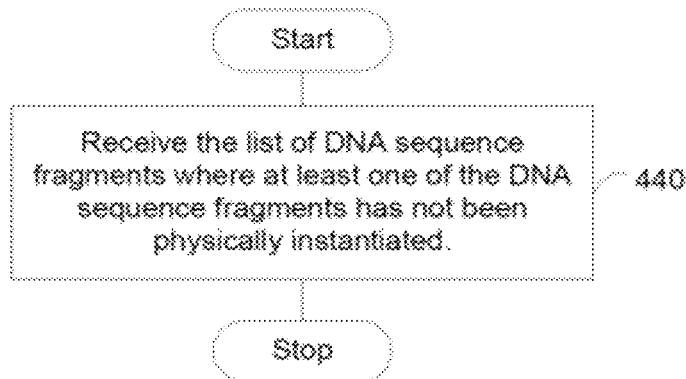 Start
Receive the list of DNA sequence
fragments where at least one of the DNA
sequence fragments has not been
physically instantiated.
440
Stop